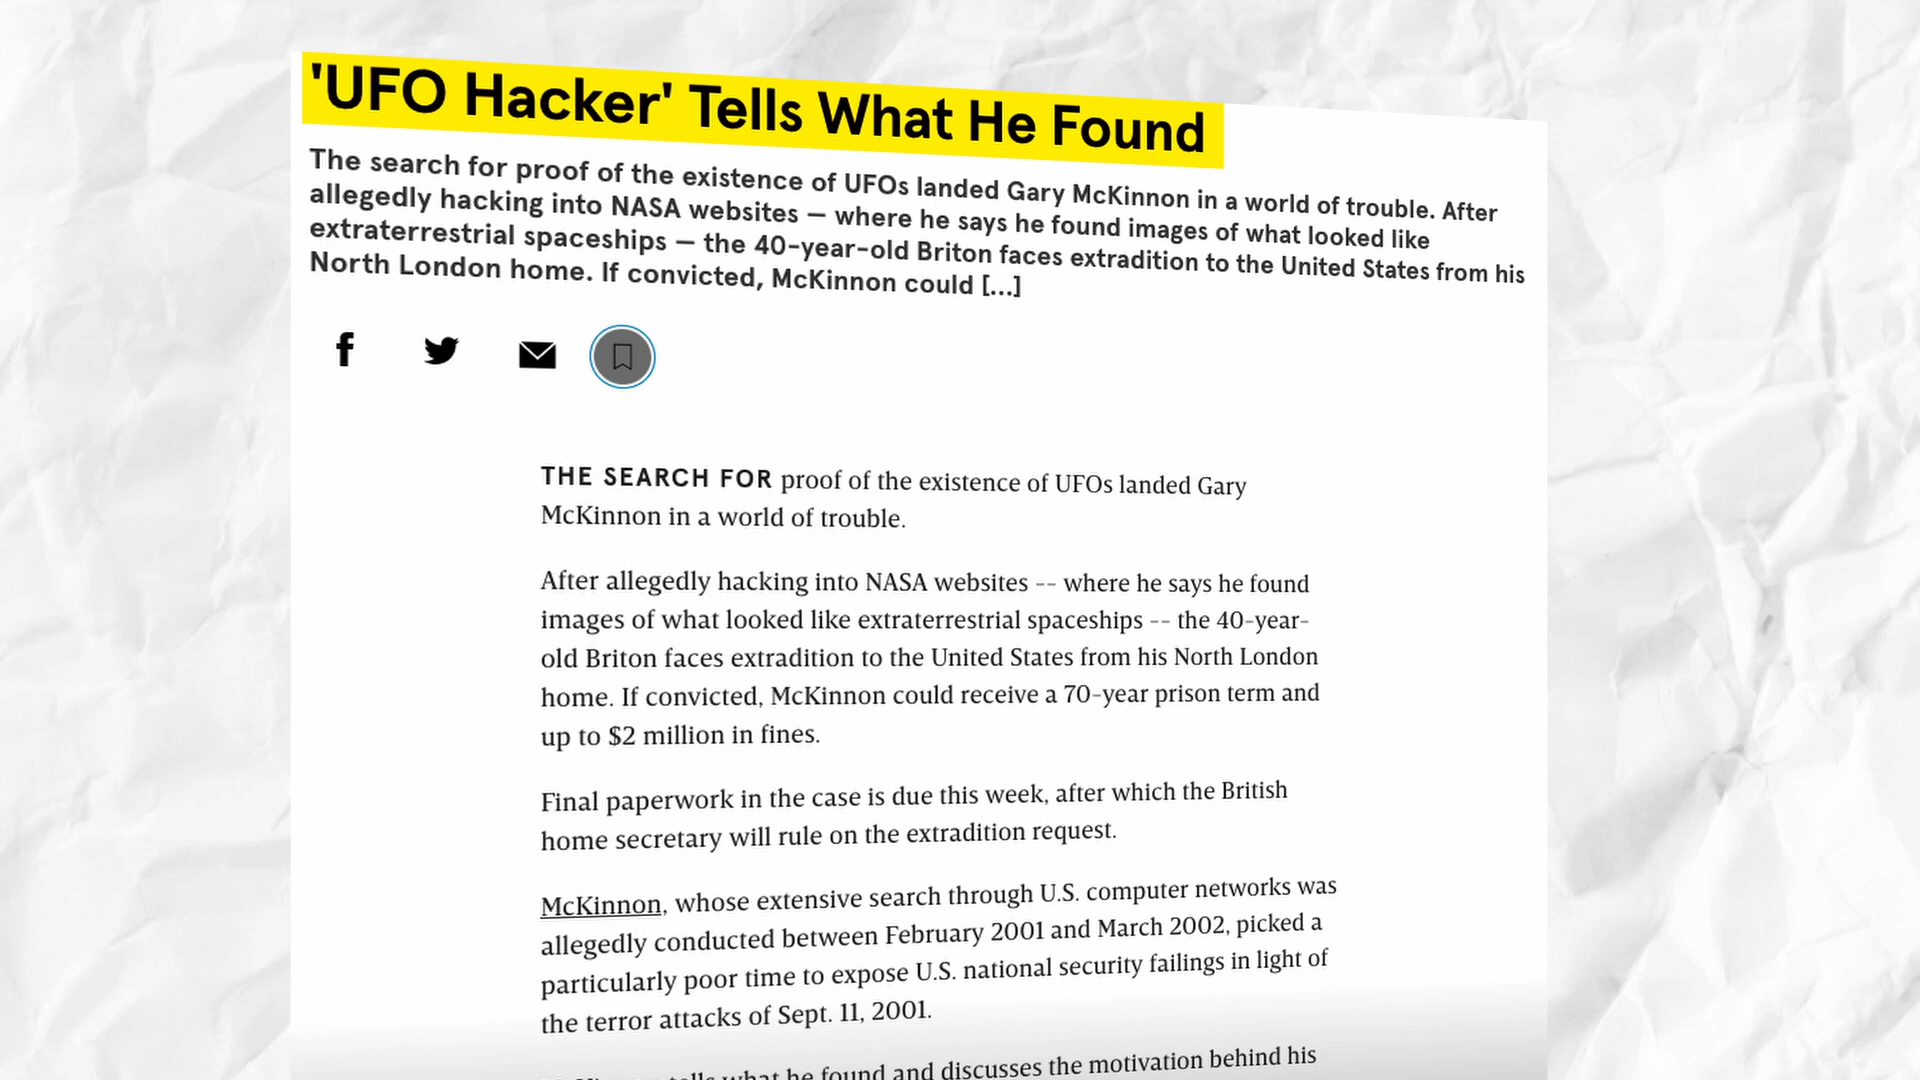 'UFO Hacker' Tells What He Found
The search for proof of the existence of UFOs landed Gary McKinnon in a world of trouble. After
allegedly hacking into NASA websites — where he says he found images of what looked like
extraterrestrial spaceships — the 40-year-old Briton faces extradition to the United States from his
North London home. If convicted, McKinnon could [...]
THE SEARCH FOR proof of the existence of UFOs landed Gary
McKinnon in a world of trouble.
After allegedly hacking into NASA websites -- where he says he found
images of what looked like extraterrestrial spaceships -- the 40-year-
old Briton faces extradition to the United States from his North London
home. If convicted, McKinnon could receive a 70-year prison term and
up to $2 million in fines.
Final paperwork in the case is due this week, after which the British
home secretary will rule on the extradition request.
McKinnon, whose extensive search through U.S. computer networks was
allegedly conducted between February 2001 and March 2002, picked a
particularly poor time to expose U.S. national security failings in light of
the terror attacks of Sept. 11, 2001.
tells what he found and discusses the motivation behind his